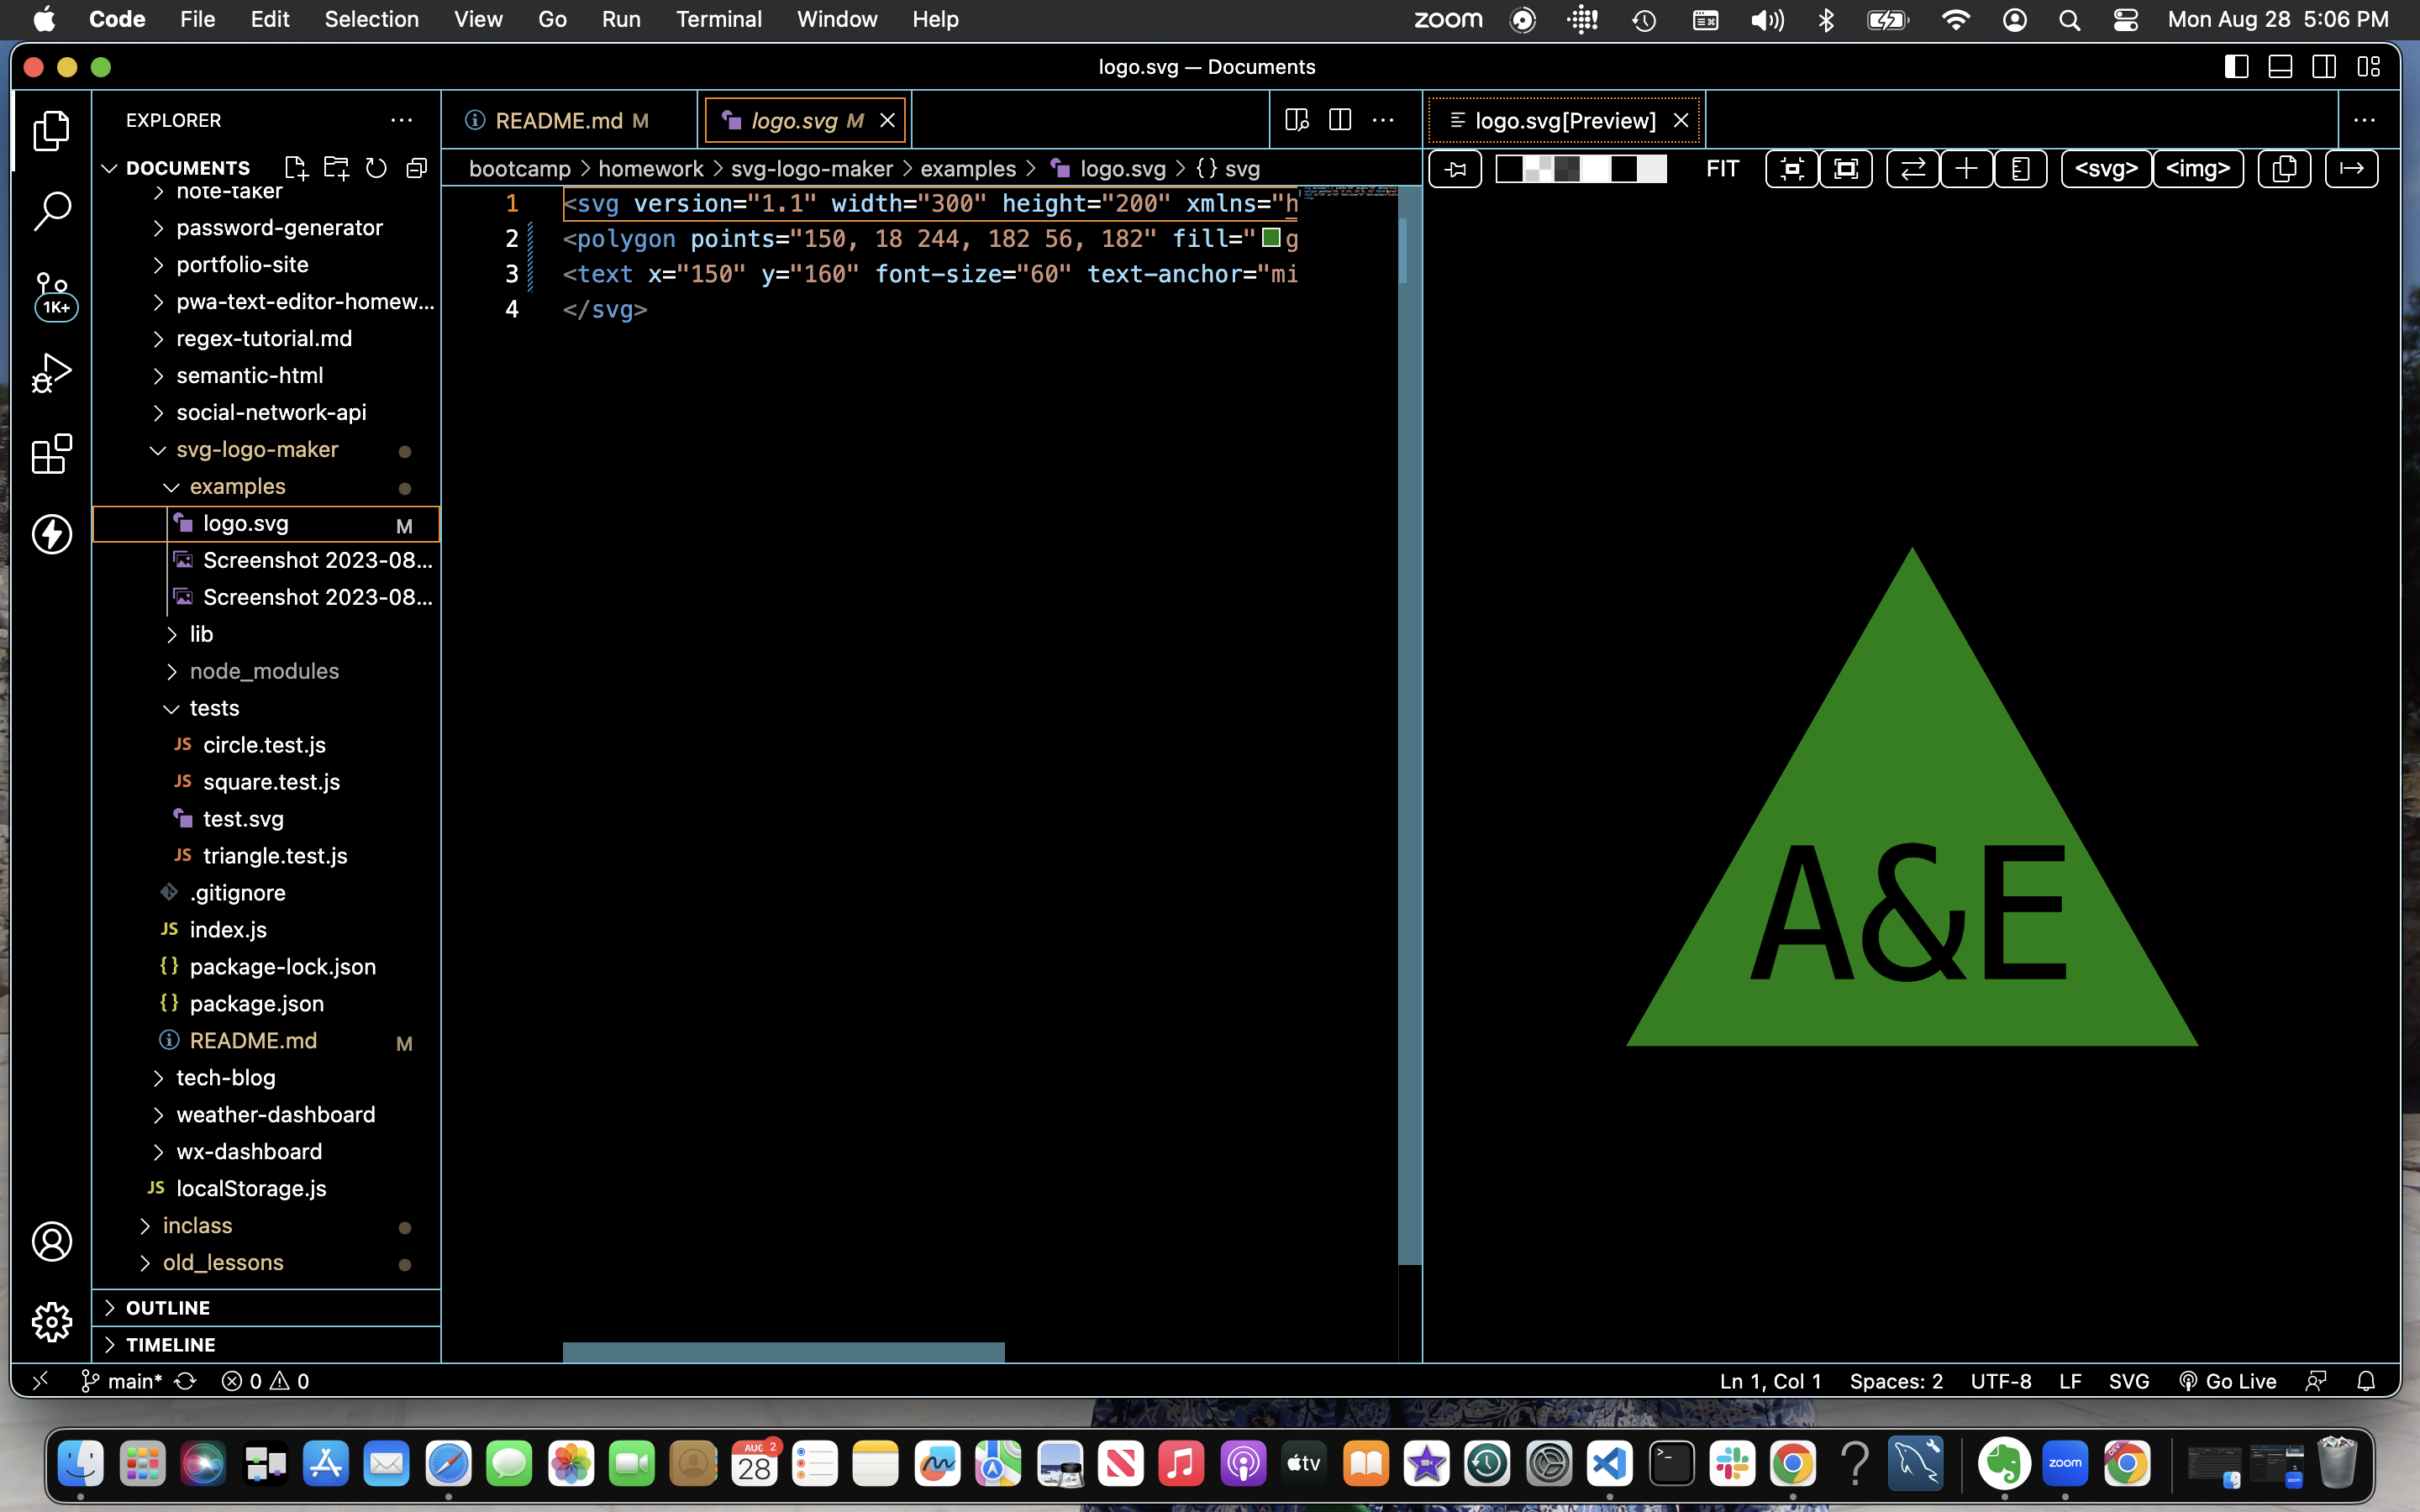 Code File Edit Selection View Go Run Terminal Window Help zoom Mon Aug 28 5:06 PM
logo.svg — Documents
EXPLORER
README.md M
logo.svg M
logo.svg[Preview]
DOCUMENTS
bootcamp > homework > svg-logo-maker > examples > logo.svg > {} svg
FIT <svg> <img>
note-taker
password-generator
portfolio-site
pwa-text-editor-homew...
regex-tutorial.md
semantic-html
social-network-api
svg-logo-maker
examples
logo.svg M
Screenshot 2023-08...
Screenshot 2023-08...
lib
node_modules
tests
JS circle.test.js
JS square.test.js
test.svg
JS triangle.test.js
.gitignore
JS index.js
{} package-lock.json
{} package.json
README.md M
tech-blog
weather-dashboard
wx-dashboard
JS localStorage.js
inclass
old_lessons
OUTLINE
TIMELINE
1K+
1 <svg version="1.1" width="300" height="200" xmlns="h
2 <polygon points="150, 18 244, 182 56, 182" fill="g
3 <text x="150" y="160" font-size="60" text-anchor="mi
4 </svg>
A&E
main* 0 0 Ln 1, Col 1 Spaces: 2 UTF-8 LF SVG Go Live
AUG 2
28
tv
zoom